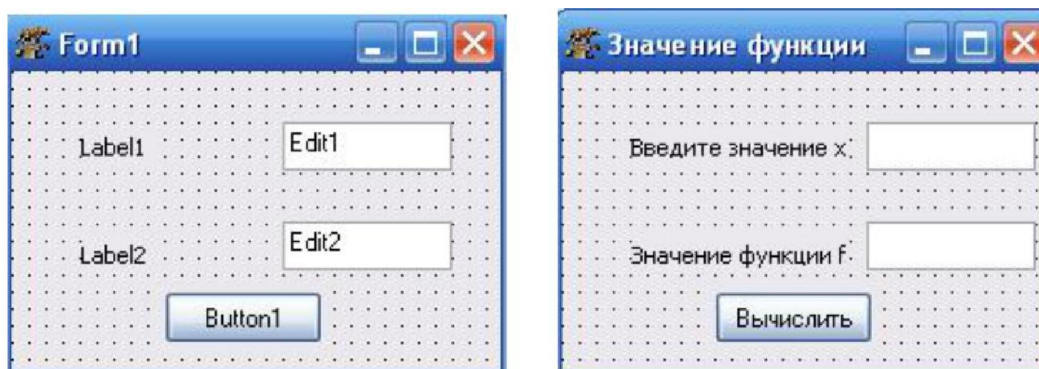 Form1
Label1
Edit1
Label2
Edit2
Button1
Значение функции
Введите значение x
Значение функции f
Вычислить